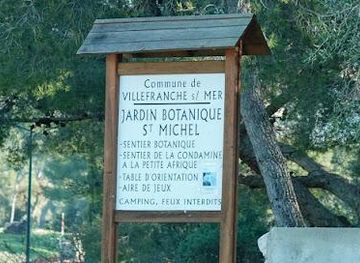 Commune de
VILLEFRANCHE s/ MER
JARDIN BOTANIQUE
ST MICHEL
-SENTIER BOTANIQUE
-SENTIER DE LA CONDAMINE
A LA PETITE AFRIQUE
-TABLE D'ORIENTATION
-AIRE DE JEUX
CAMPING, FEUX INTERDITS